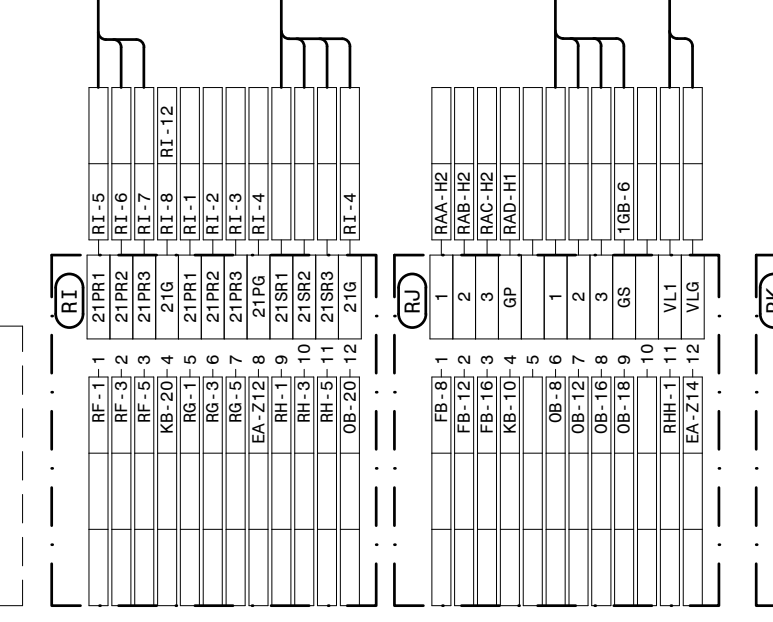 RI-12
RI-5
RI-6
RI-7
RI-8
RI-1
RI-2
RI-3
RI-4
RI-4
RI
21PR1
21PR2
21PR3
21G
21PR1
21PR2
21PR3
21PG
21SR1
21SR2
21SR3
21G
1
2
3
4
5
6
7
8
9
10
11
12
RF-1
RF-3
RF-5
KB-20
RG-1
RG-3
RG-5
EA-Z12
RH-1
RH-3
RH-5
OB-20
RAA-H2
RAB-H2
RAC-H2
RAD-H1
1GB-6
RJ
1
2
3
GP
1
2
3
GS
VL1
VLG
1
2
3
4
5
6
7
8
9
10
11
12
FB-8
FB-12
FB-16
KB-10
OB-8
OB-12
OB-16
OB-18
RHH-1
EA-Z14